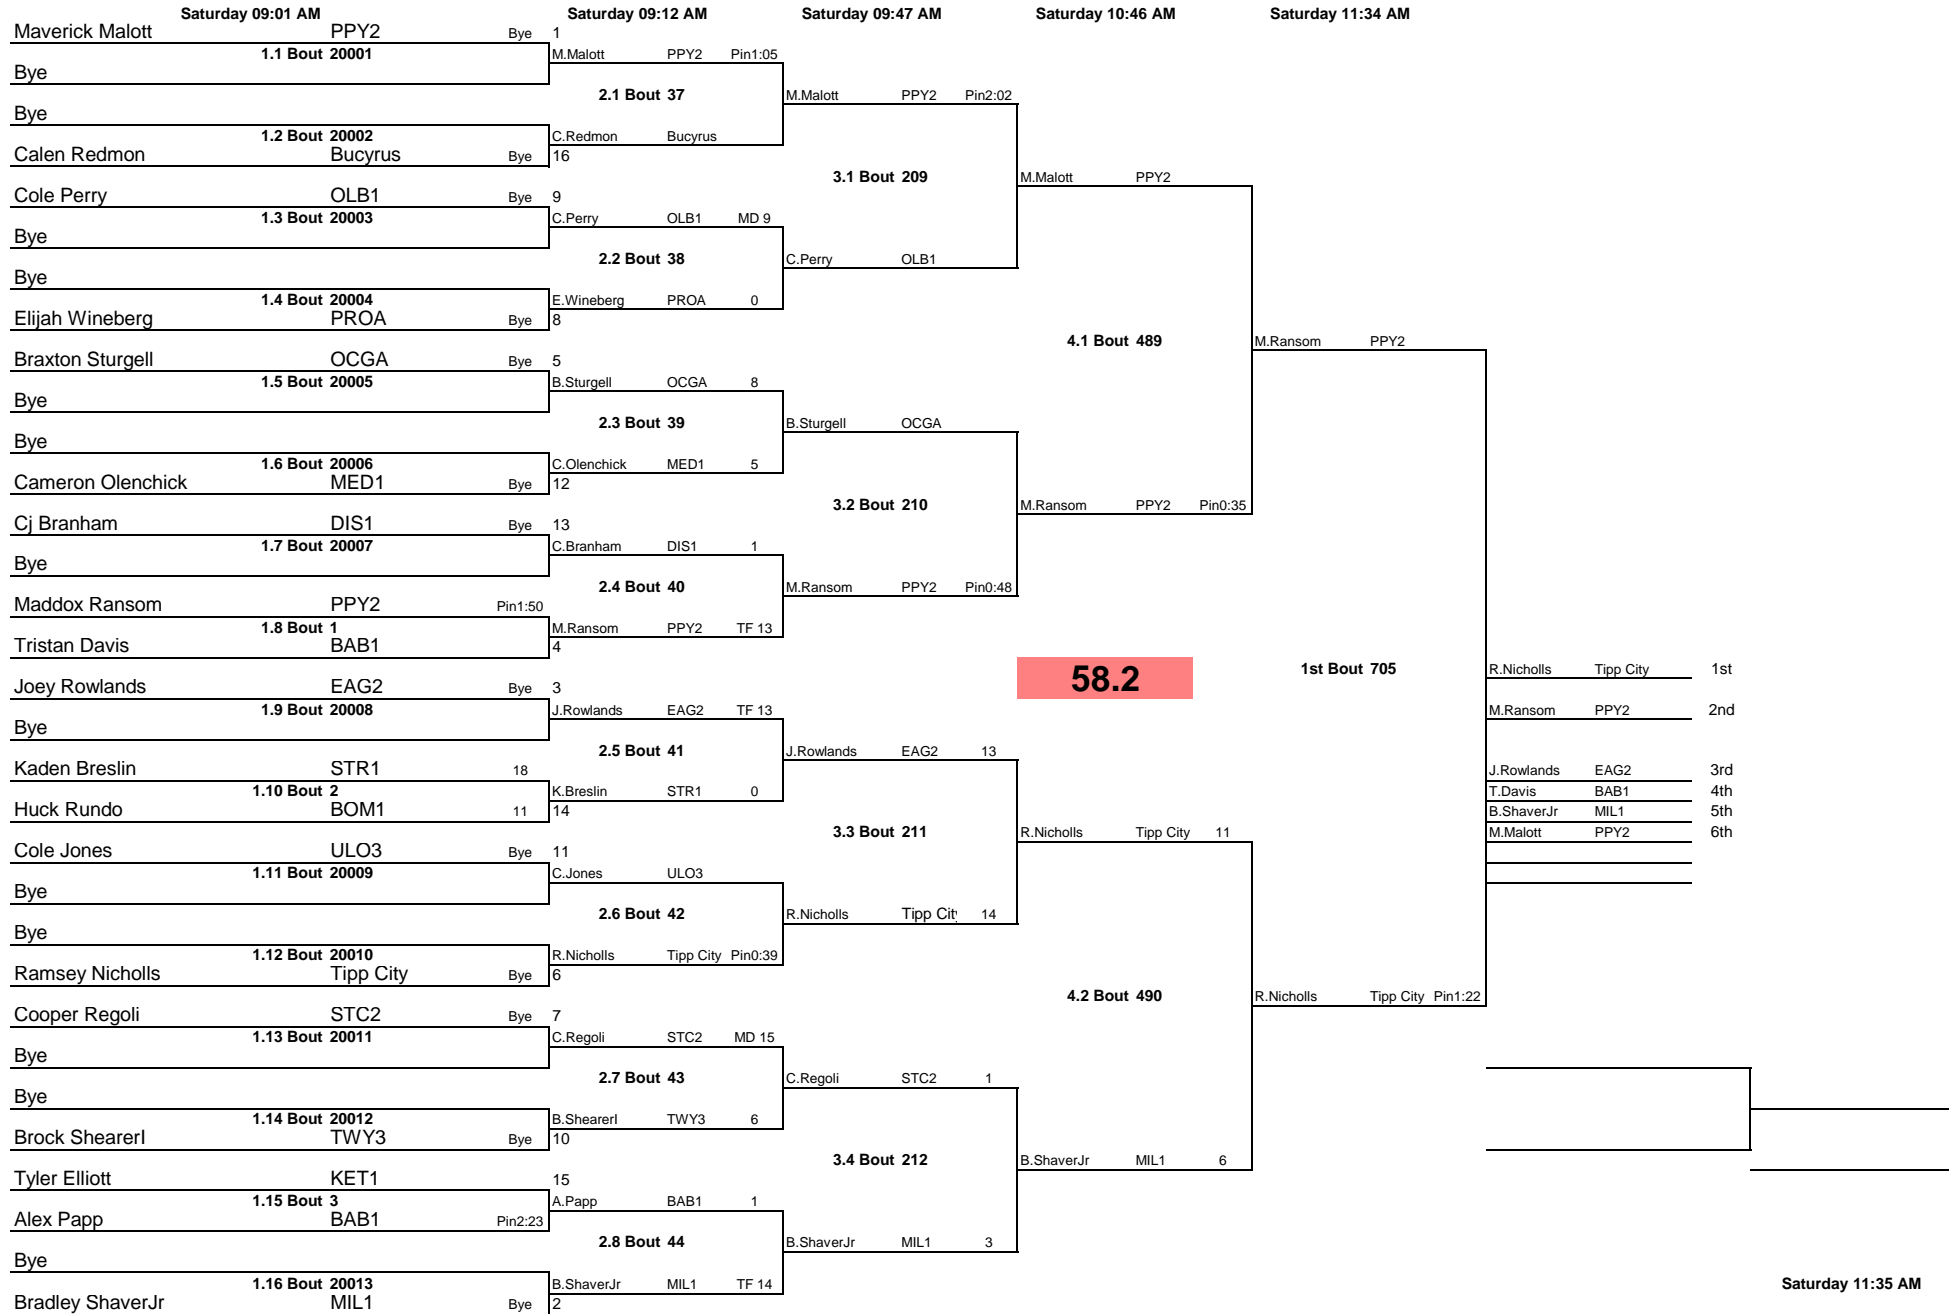 Saturday 09:01 AM Saturday 09:12 AM Saturday 09:47 AM Saturday 10:46 AM Saturday 11:34 AM
Maverick Malott PPY2 Bye 1
1.1 Bout 20001 M.Malott PPY2 Pin1:05
Bye
2.1 Bout 37 M.Malott PPY2 Pin2:02
Bye
1.2 Bout 20002 C.Redmon Bucyrus
Calen Redmon Bucyrus Bye 16
3.1 Bout 209 M.Malott PPY2
Cole Perry OLB1 Bye 9
1.3 Bout 20003 C.Perry OLB1 MD 9
Bye
2.2 Bout 38 C.Perry OLB1
Bye
1.4 Bout 20004 E.Wineberg PROA 0
Elijah Wineberg PROA Bye 8
4.1 Bout 489 M.Ransom PPY2
Braxton Sturgell OCGA Bye 5
1.5 Bout 20005 B.Sturgell OCGA 8
Bye
2.3 Bout 39 B.Sturgell OCGA
Bye
1.6 Bout 20006 C.Olenchick MED1 5
Cameron Olenchick MED1 Bye 12
3.2 Bout 210 M.Ransom PPY2 Pin0:35
Cj Branham DIS1 Bye 13
1.7 Bout 20007 C.Branham DIS1 1
Bye
2.4 Bout 40 M.Ransom PPY2 Pin0:48
Maddox Ransom PPY2 Pin1:50
1.8 Bout 1 M.Ransom PPY2 TF 13
Tristan Davis BAB1 4
58.2 1st Bout 705 R.Nicholls Tipp City 1st
Joey Rowlands EAG2 Bye 3
1.9 Bout 20008 J.Rowlands EAG2 TF 13 M.Ransom PPY2 2nd
Bye
2.5 Bout 41 J.Rowlands EAG2 13
Kaden Breslin STR1 18 J.Rowlands EAG2 3rd
1.10 Bout 2 K.Breslin STR1 0 T.Davis BAB1 4th
Huck Rundo BOM1 11 14 B.ShaverJr MIL1 5th
3.3 Bout 211 R.Nicholls Tipp City 11 M.Malott PPY2 6th
Cole Jones ULO3 Bye 11
1.11 Bout 20009 C.Jones ULO3
Bye
2.6 Bout 42 R.Nicholls Tipp City 14
Bye
1.12 Bout 20010 R.Nicholls Tipp City Pin0:39
Ramsey Nicholls Tipp City Bye 6
4.2 Bout 490 R.Nicholls Tipp City Pin1:22
Cooper Regoli STC2 Bye 7
1.13 Bout 20011 C.Regoli STC2 MD 15
Bye
2.7 Bout 43 C.Regoli STC2 1
Bye
1.14 Bout 20012 B.ShearerI TWY3 6
Brock ShearerI TWY3 Bye 10
3.4 Bout 212 B.ShaverJr MIL1 6
Tyler Elliott KET1 15
1.15 Bout 3 A.Papp BAB1 1
Alex Papp BAB1 Pin2:23
2.8 Bout 44 B.ShaverJr MIL1 3
Bye
1.16 Bout 20013 B.ShaverJr MIL1 TF 14 Saturday 11:35 AM
Bradley ShaverJr MIL1 Bye 2